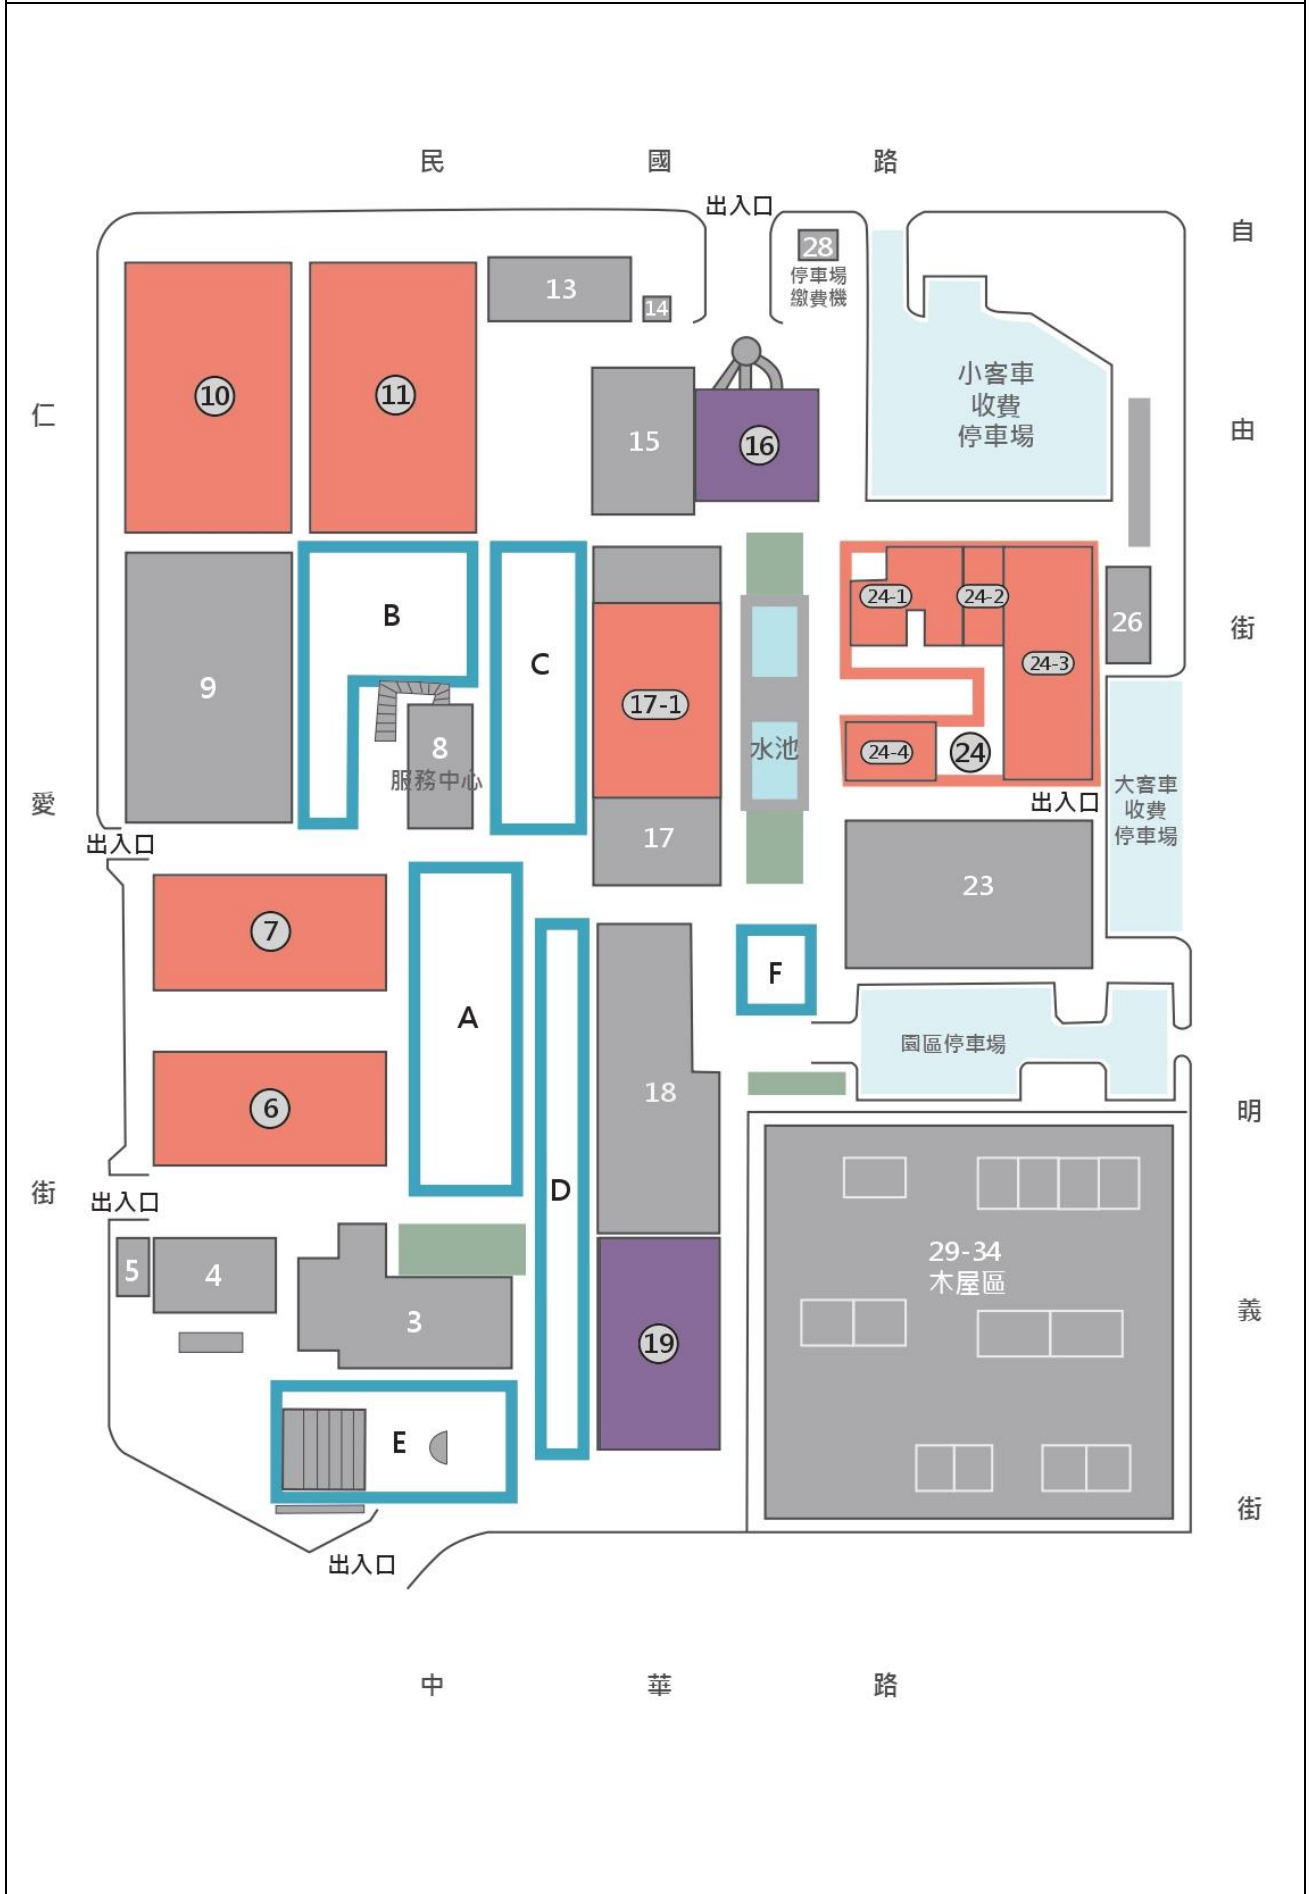 民國路
出入口
自由街
28
停車場
繳費機
13
14
小客車
收費
停車場
仁愛街
10
11
15
16
24-1
24-2
24-3
24-4
24
26
B
C
9
17-1
8
服務中心
水池
出入口
大客車
收費
停車場
17
出入口
23
7
F
A
園區停車場
18
6
明義街
D
出入口
5
4
3
29-34
木屋區
19
E
出入口
中華路